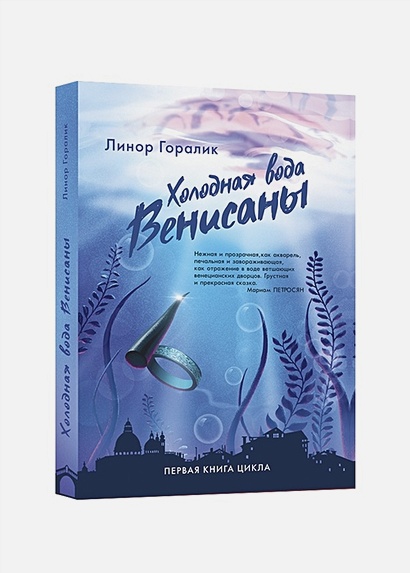 Линор Горалик
Холодная вода
Венисаны
Нежная и прозрачная, как акварель,
печальная и завораживающая,
как отражение в воде ветшающих
венецианских дворцов. Грустная
и прекрасная сказка.
Мариам ПЕТРОСЯН
ПЕРВАЯ КНИГА ЦИКЛА
Линор Горалик
Холодная вода Венисаны